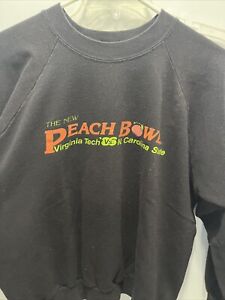 THE NEW
PEACH BOWL
Virginia Tech VS N Carolina State